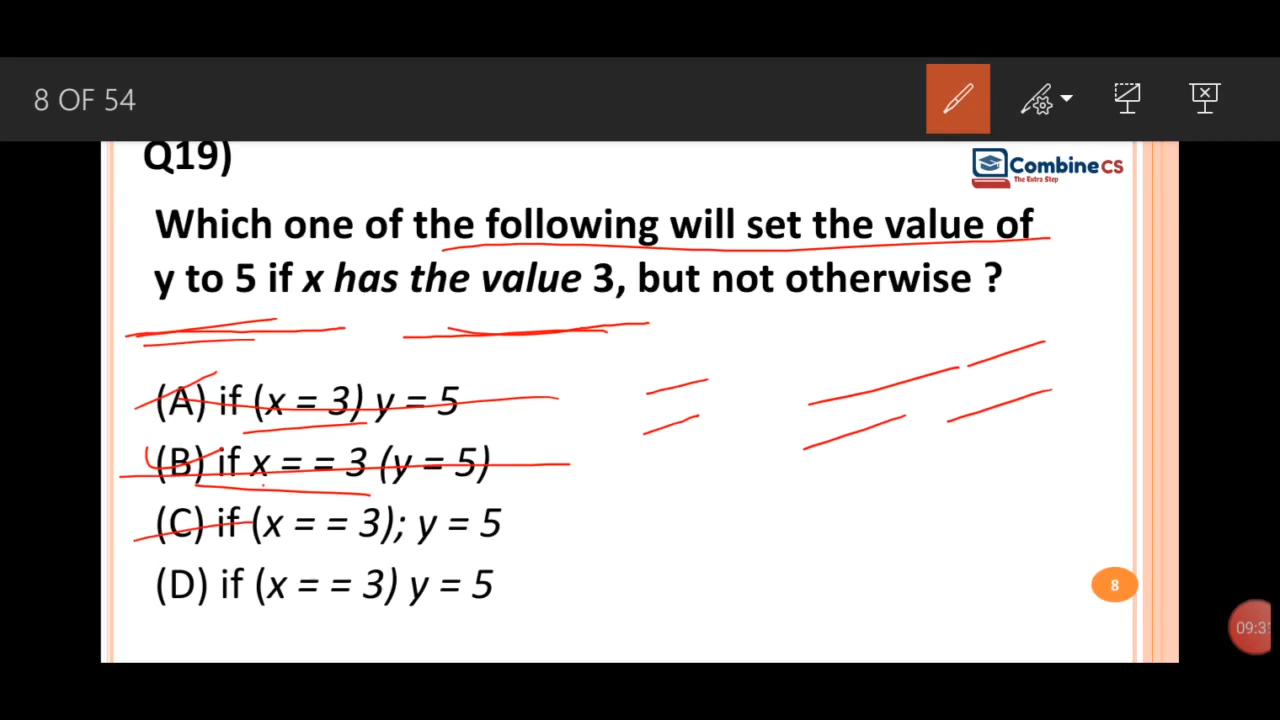 8 OF 54
Q19)
CombineCS
The Extra Step
Which one of the following will set the value of
y to 5 if x has the value 3, but not otherwise ?
(A) if (x = 3) y = 5
(B) if x = = 3 (y = 5)
(C) if (x = = 3); y = 5
(D) if (x = = 3) y = 5
8